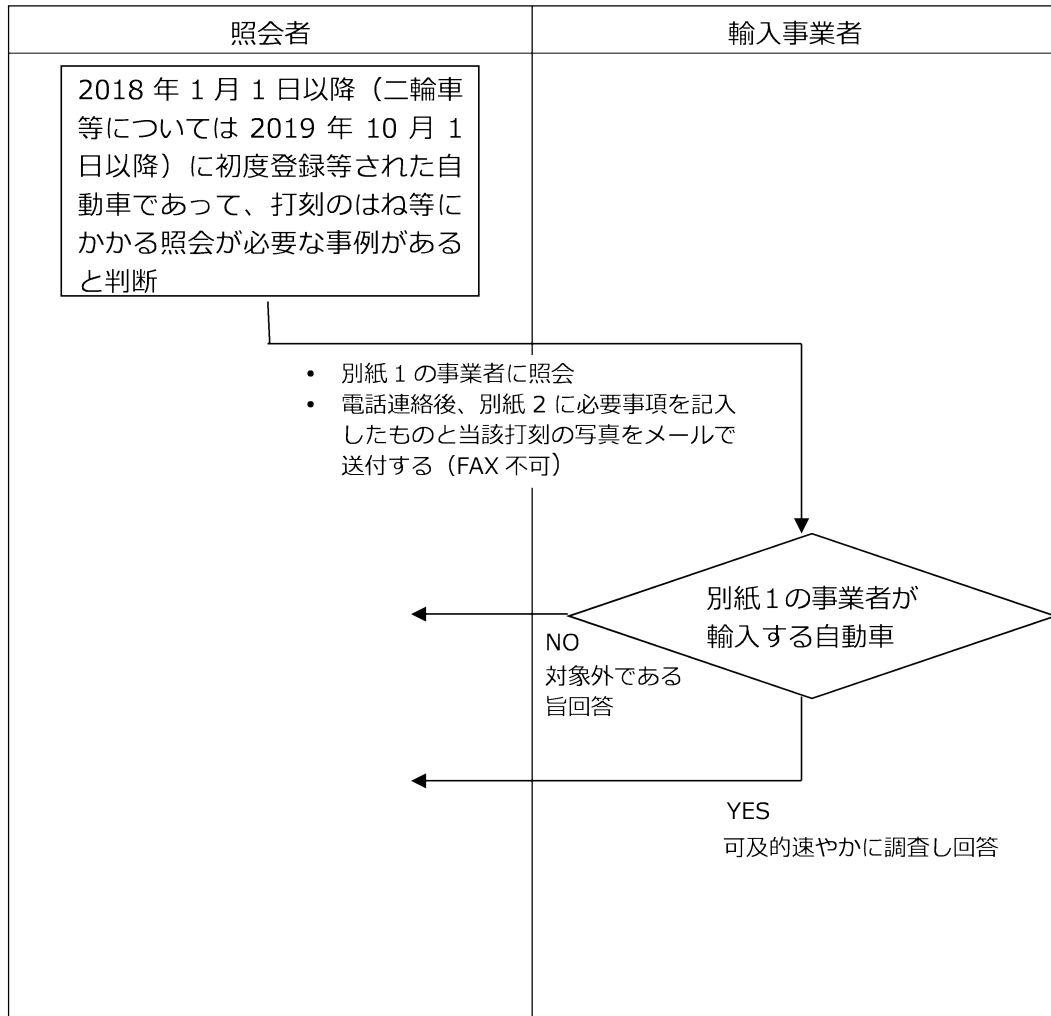 照会者
輸入事業者
2018 年 1 月 1 日以降（二輪車
等については 2019 年 10 月 1
日以降）に初度登録等された自
動車であって、打刻のはね等に
かかる照会が必要な事例がある
と判断
• 別紙 1 の事業者に照会
• 電話連絡後、別紙 2 に必要事項を記入
したものと当該打刻の写真をメールで
送付する（FAX 不可）
別紙１の事業者が
輸入する自動車
NO
対象外である
旨回答
YES
可及的速やかに調査し回答